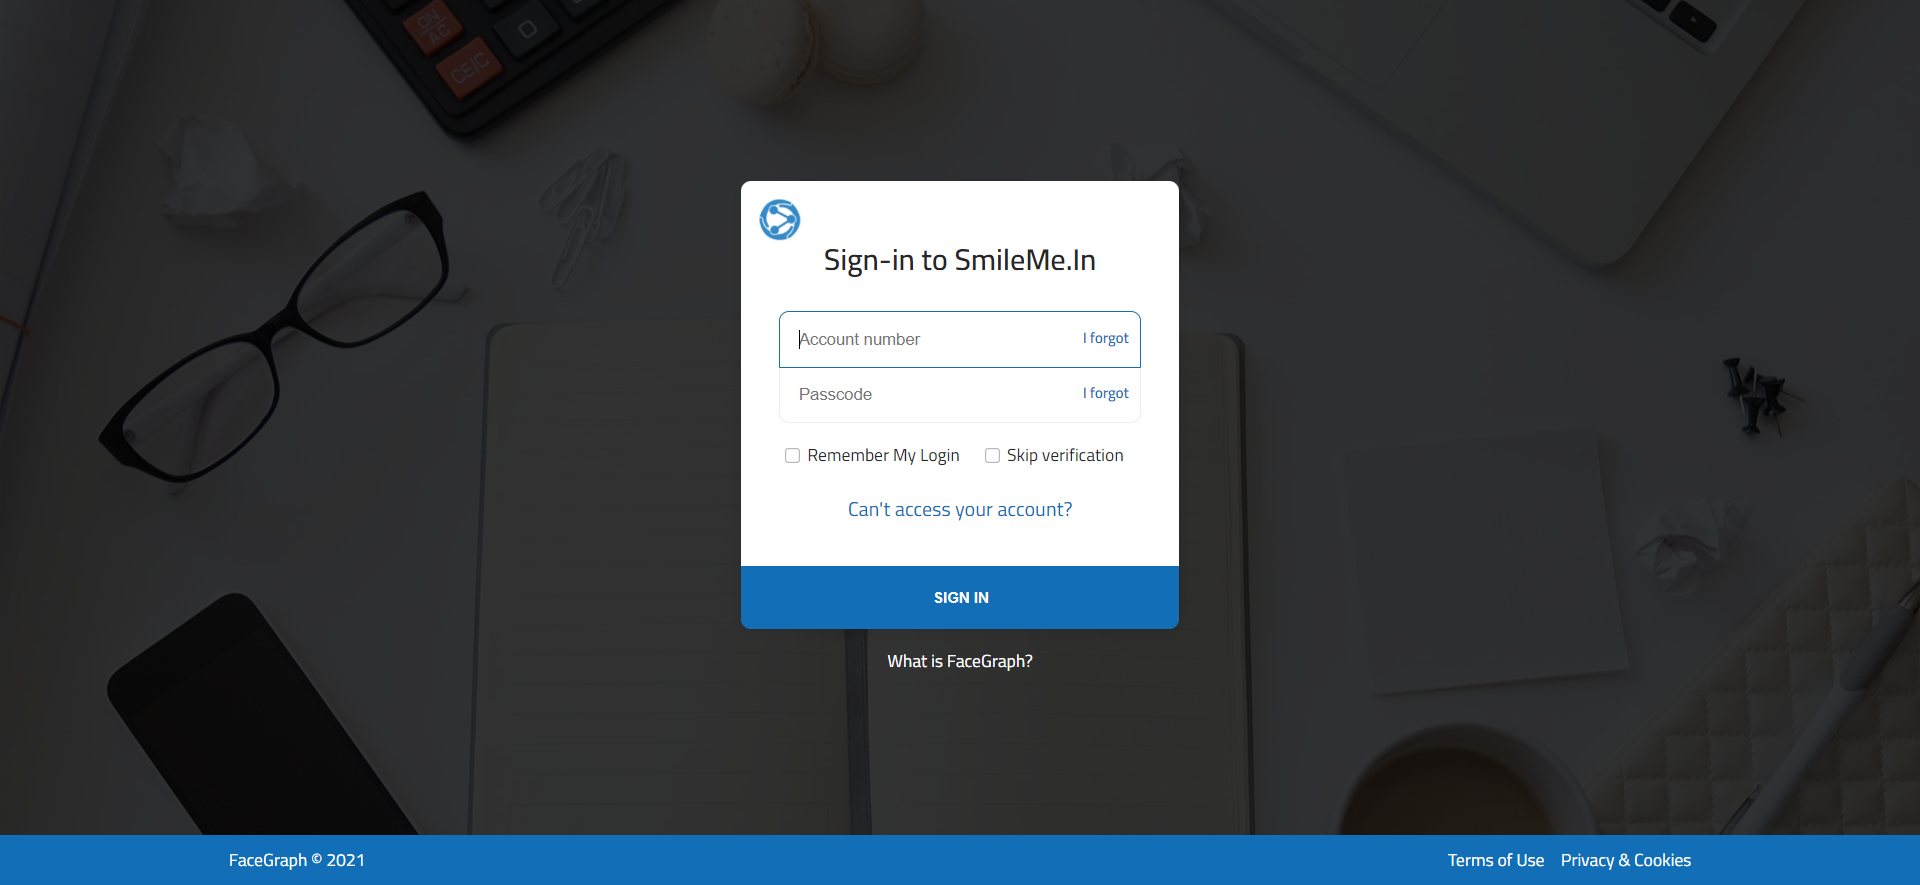 ON/AC
CE/C
Sign-in to SmileMe.In
Account number I forgot
Passcode I forgot
Remember My Login Skip verification
Can't access your account?
SIGN IN
What is FaceGraph?
FaceGraph © 2021 Terms of Use Privacy & Cookies